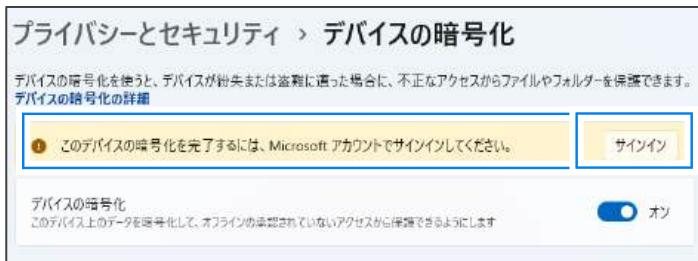 プライバシーとセキュリティ › デバイスの暗号化
デバイスの暗号化を使うと、デバイスが紛失または盗難に遭った場合に、不正なアクセスからファイルやフォルダーを保護できます。
デバイスの暗号化の詳細
このデバイスの暗号化を完了するには、Microsoft アカウントでサインインしてください。 サインイン
デバイスの暗号化
このデバイス上のデータを暗号化して、オフラインの承認されていないアクセスから保護できるようにします
オン